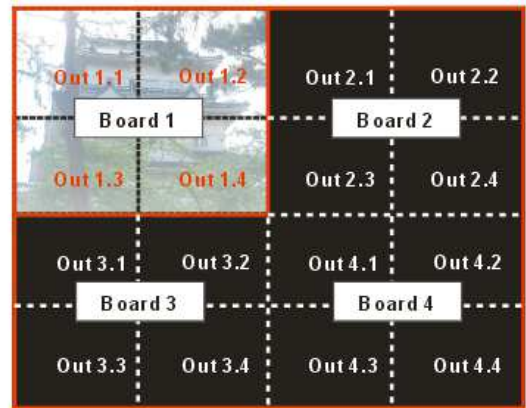 Out 1.1 Out 1.2 Out 2.1 Out 2.2
Board 1 Board 2
Out 1.3 Out 1.4 Out 2.3 Out 2.4
Out 3.1 Out 3.2 Out 4.1 Out 4.2
Board 3 Board 4
Out 3.3 Out 3.4 Out 4.3 Out 4.4